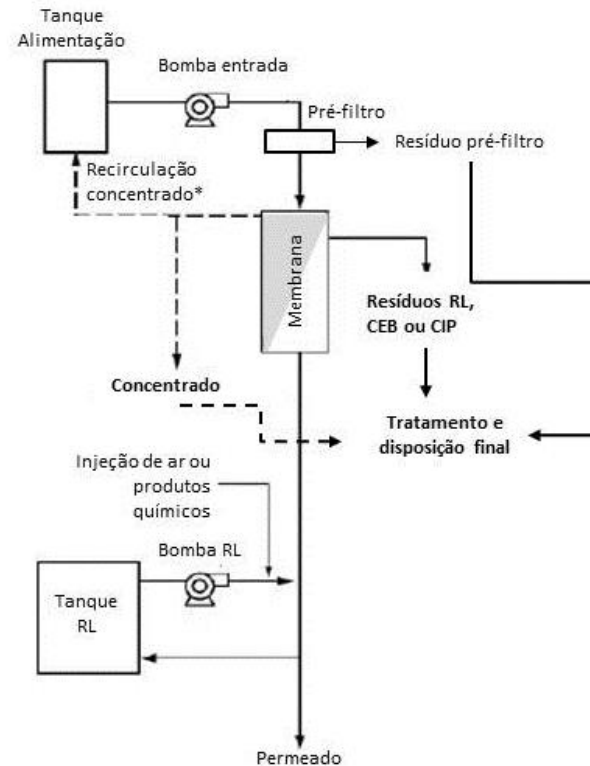 Tanque
Alimentação
Bomba entrada
Pré-filtro
Resíduo pré-filtro
Recirculação
concentrado*
Membrana
Resíduos RL,
CEB ou CIP
Concentrado
Tratamento e
disposição final
Injeção de ar ou
produtos
químicos
Bomba RL
Tanque
RL
Permeado